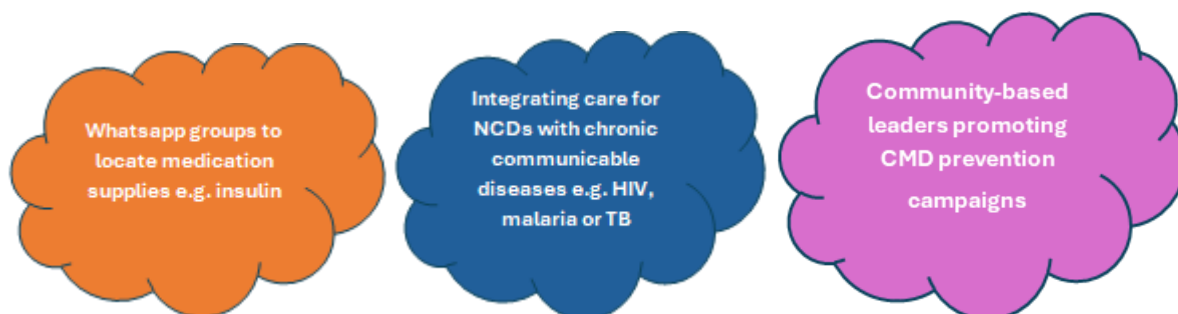 Whatsapp groups to
locate medication
supplies e.g. insulin
Integrating care for
NCDs with chronic
communicable
diseases e.g. HIV,
malaria or TB
Community-based
leaders promoting
CMD prevention
campaigns